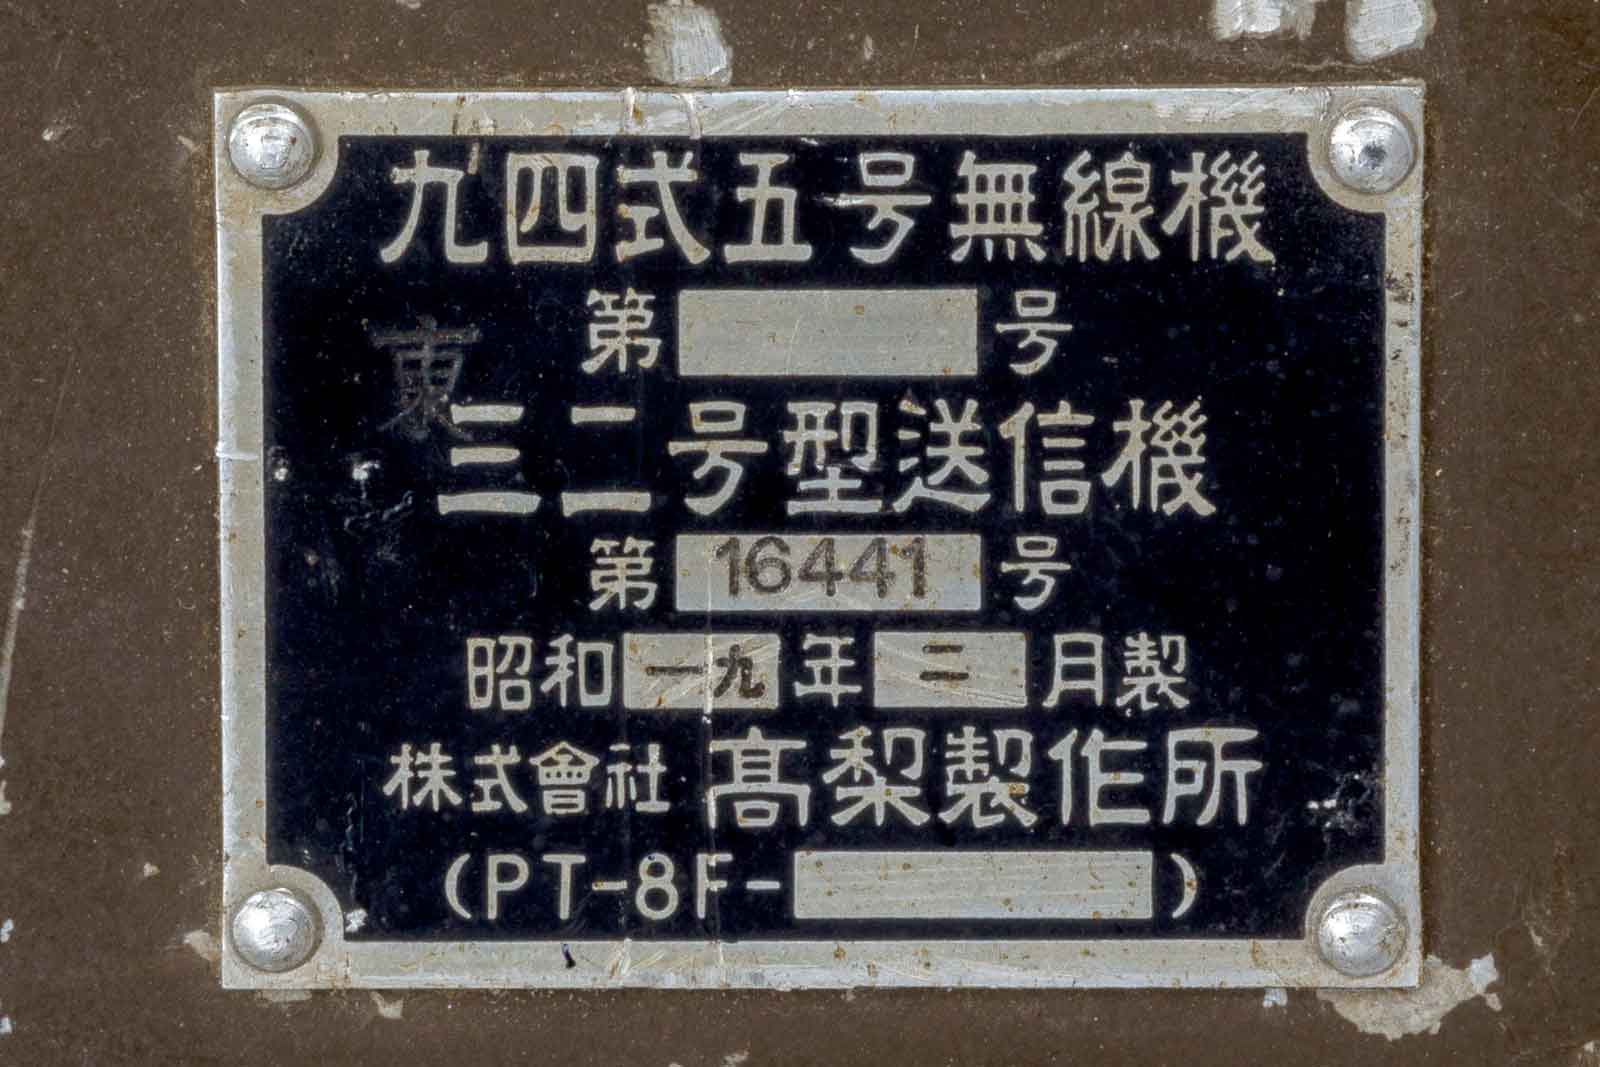 九四式五号無線機
第 号
東
三二号型送信機
第 16441 号
昭和一九年二月製
株式會社 髙梨製作所
(PT-8F- )